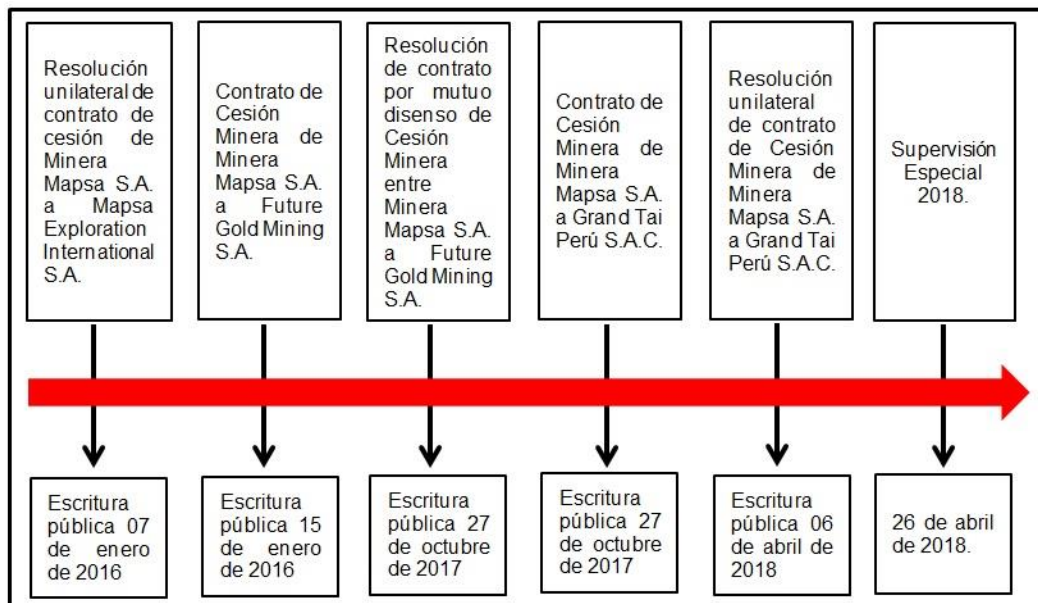 Resolución
unilateral de
contrato de
cesión de
Minera
Mapsa S.A.
a Mapsa
Exploration
International
S.A.
Contrato de
Cesión
Minera de
Minera
Mapsa S.A.
a Future
Gold Mining
S.A.
Resolución
de contrato
por mutuo
disenso de
Cesión
Minera
entre
Minera
Mapsa S.A.
a Future
Gold Mining
S.A.
Contrato de
Cesión
Minera de
Minera
Mapsa S.A.
a Grand Tai
Perú S.A.C.
Resolución
unilateral
de contrato
de Cesión
Minera de
Minera
Mapsa S.A.
a Grand Tai
Perú S.A.C.
Supervisión
Especial
2018.
Escritura
pública 07
de enero
de 2016
Escritura
pública 15
de enero
de 2016
Escritura
pública 27
de octubre
de 2017
Escritura
pública 27
de octubre
de 2017
Escritura
pública 06
de abril de
2018
26 de abril
de 2018.